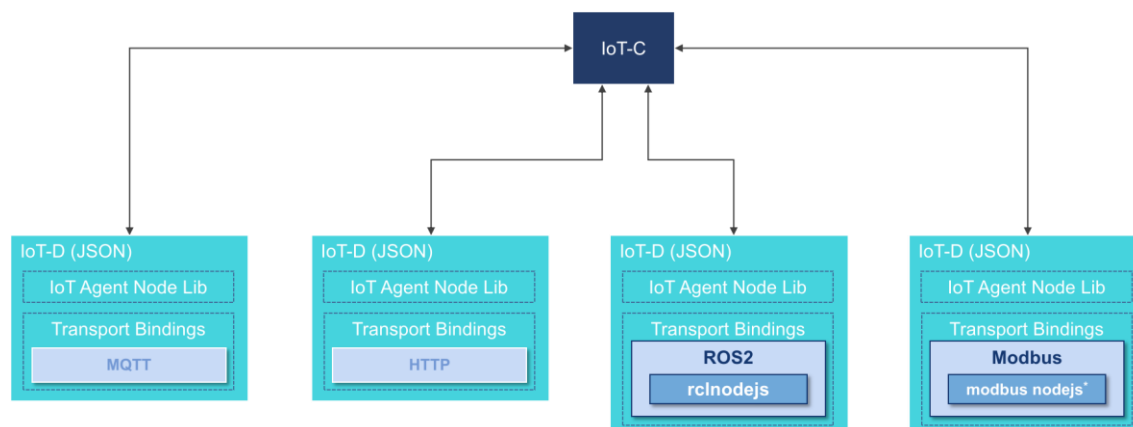 IoT-C
IoT-D (JSON)
IoT Agent Node Lib
Transport Bindings
MQTT
IoT-D (JSON)
IoT Agent Node Lib
Transport Bindings
HTTP
IoT-D (JSON)
IoT Agent Node Lib
Transport Bindings
ROS2
rclnodejs
IoT-D (JSON)
IoT Agent Node Lib
Transport Bindings
Modbus
modbus nodejs*